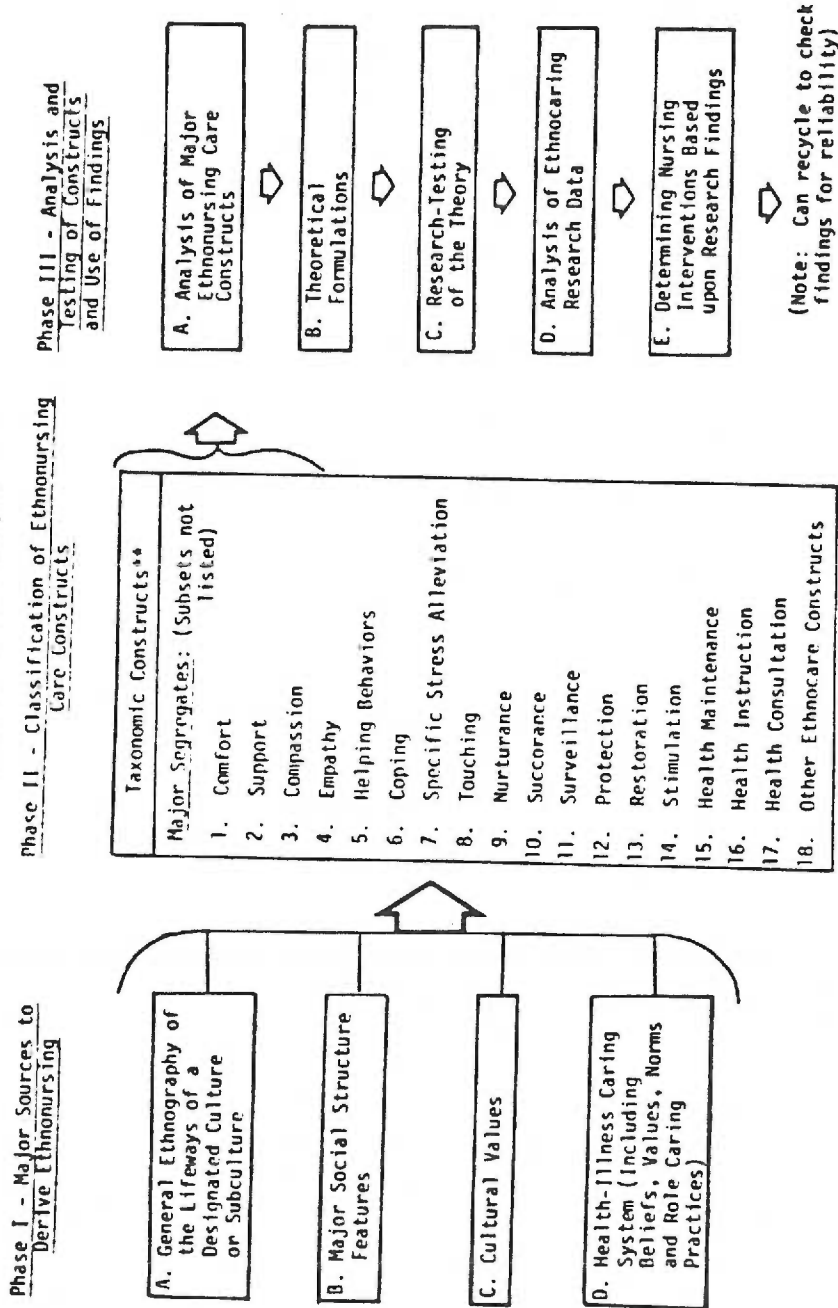 Phase I - Major Sources to
Derive Ethnonursing
A. General Ethnography of
the Lifeways of a
Designated Culture
or Subculture
B. Major Social Structure
Features
C. Cultural Values
D. Health-Illness Caring
System (Including
Beliefs, Values, Norms
and Role Caring
Practices)
Phase II - Classification of Ethnonursing
Care Constructs
Taxonomic Constructs**
Major Segregates: (Subsets not
listed)
1. Comfort
2. Support
3. Compassion
4. Empathy
5. Helping Behaviors
6. Coping
7. Specific Stress Alleviation
8. Touching
9. Nurturance
10. Succorance
11. Surveillance
12. Protection
13. Restoration
14. Stimulation
15. Health Maintenance
16. Health Instruction
17. Health Consultation
18. Other Ethnocare Constructs
Phase III - Analysis and
Testing of Constructs
and Use of Findings
A. Analysis of Major
Ethnonursing Care
Constructs
B. Theoretical
Formulations
C. Research-Testing
of the Theory
D. Analysis of Ethnocaring
Research Data
E. Determining Nursing
Interventions Based
upon Research Findings
(Note: Can recycle to check
findings for reliability)